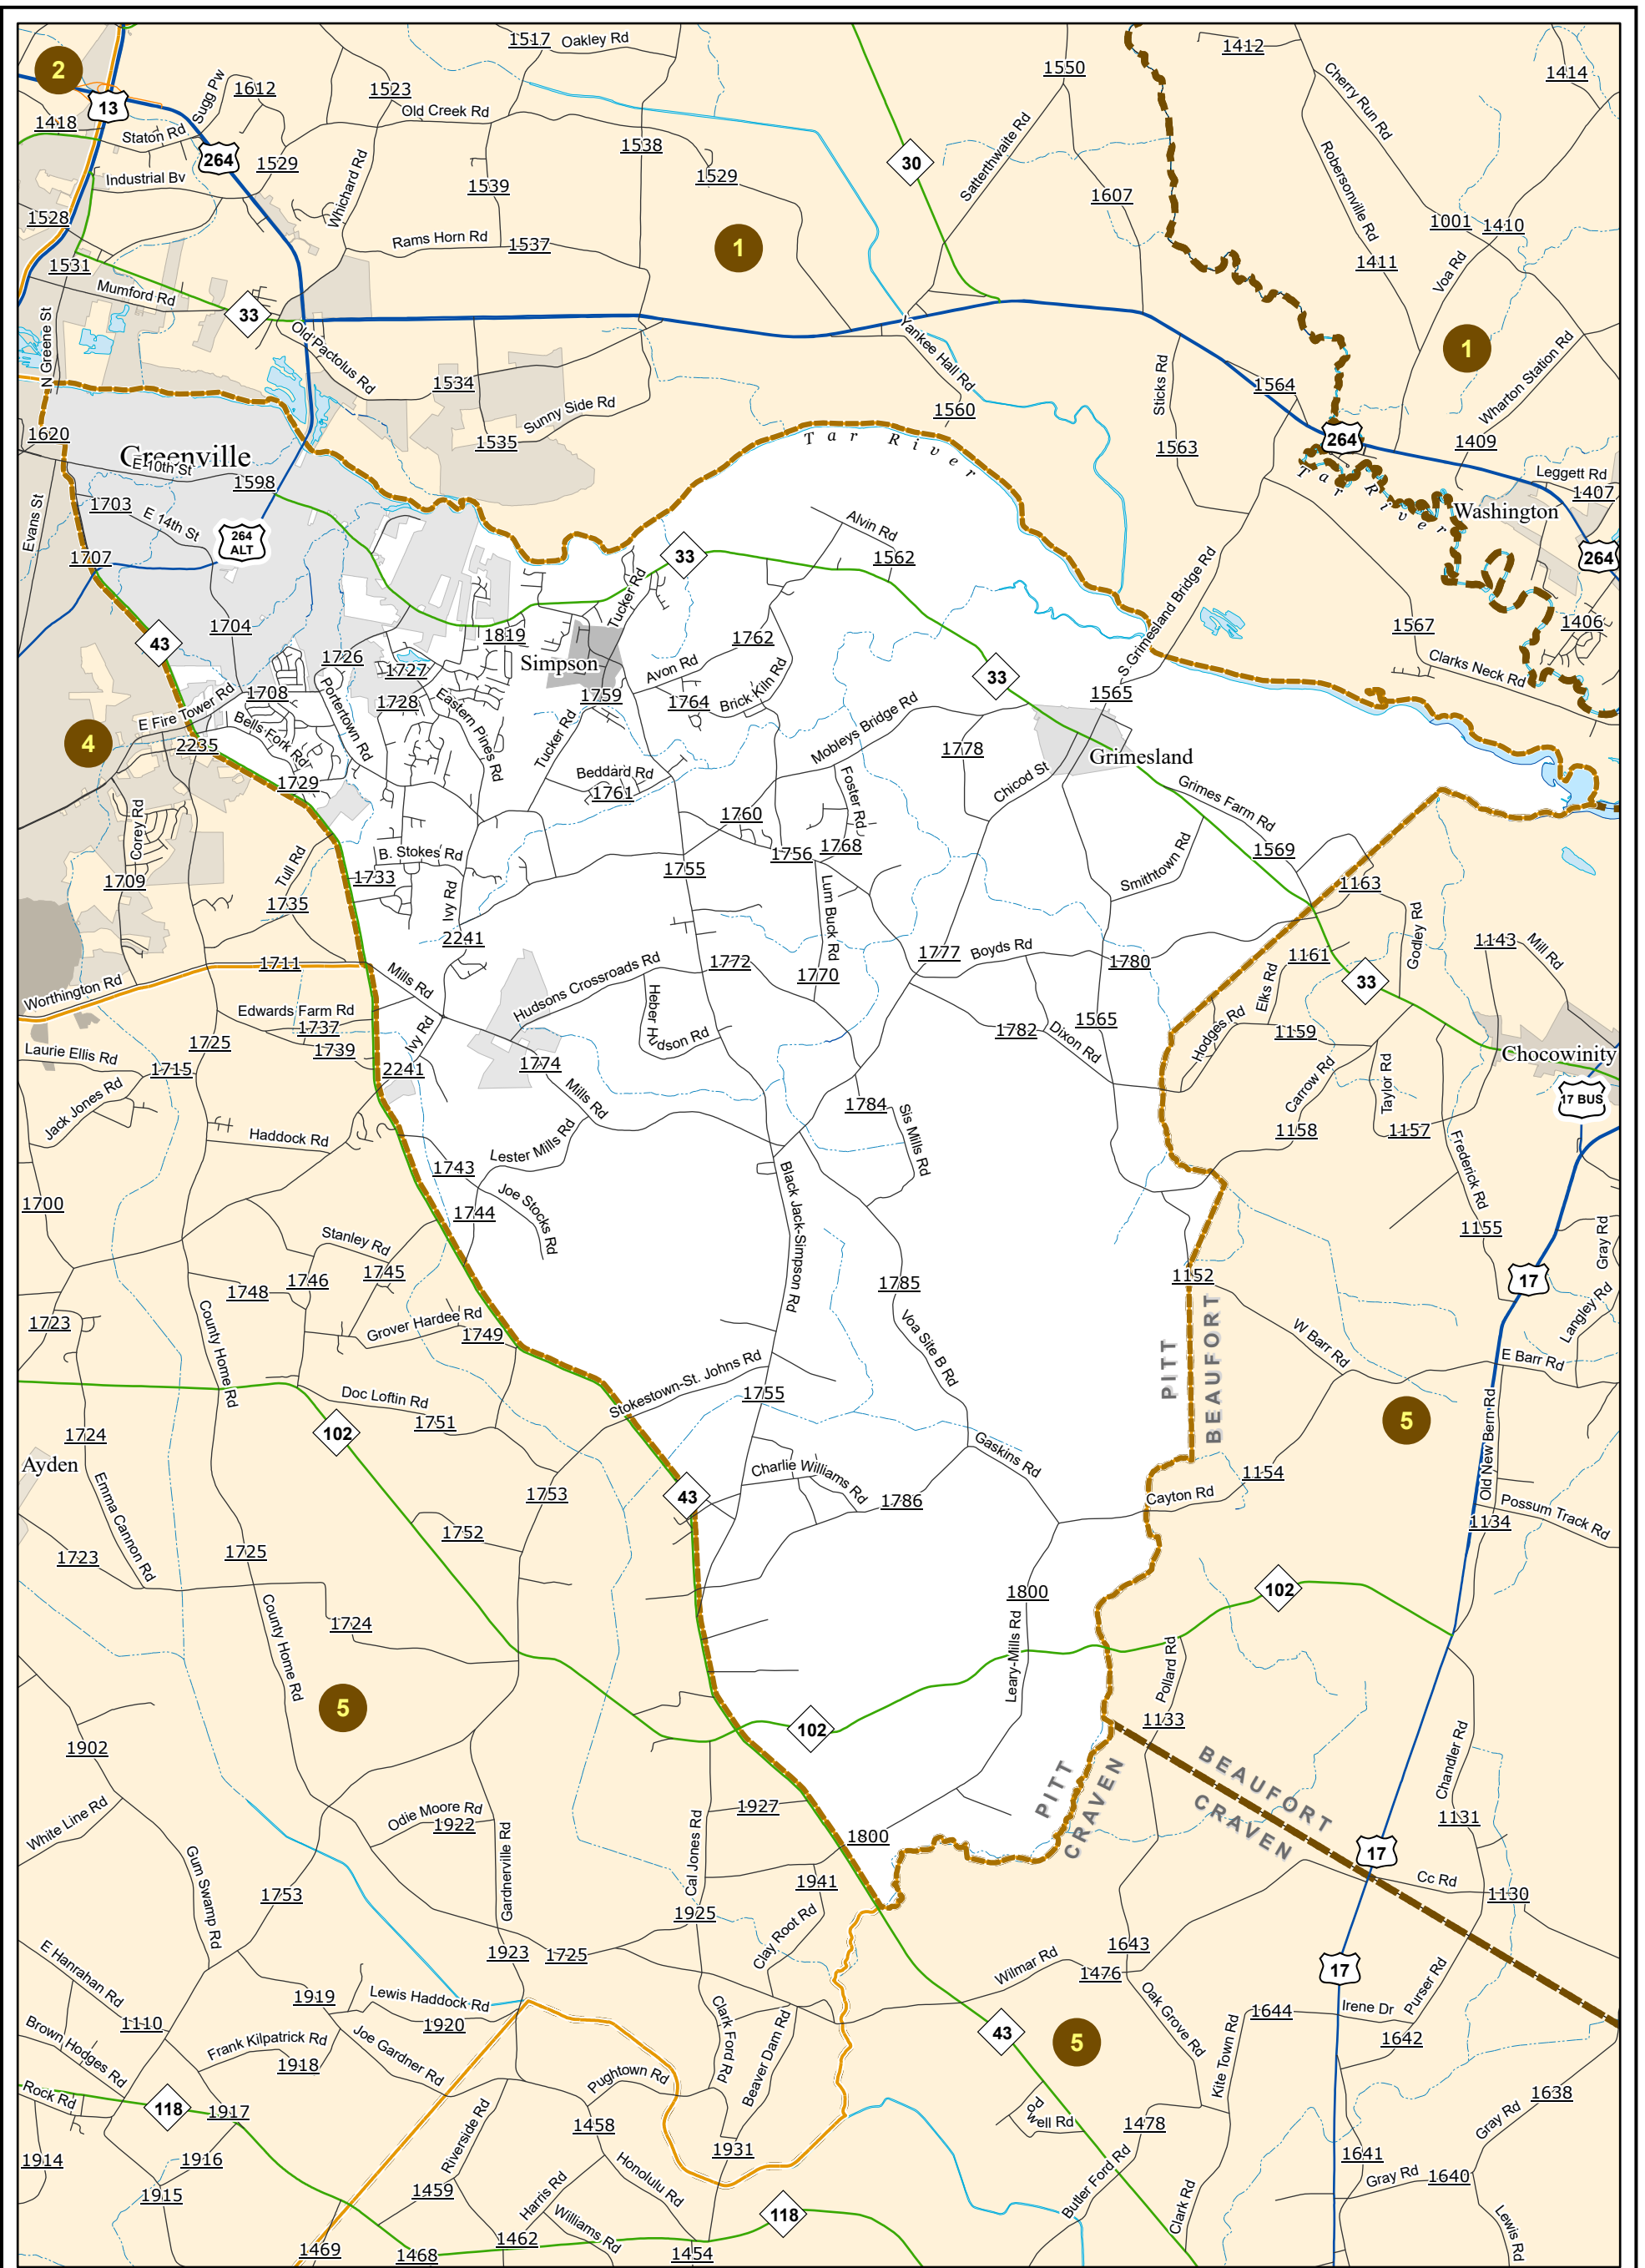 1517
Oakley Rd
1412
1550
Cherry Run Rd
1414
2
13
Sugg Pw
1612
1523
Old Creek Rd
1418
Staton Rd
264
1529
1538
30
Satterthwaite Rd
Robersonville Rd
Industrial Bv
1539
1529
1607
Whichard Rd
1528
Rams Horn Rd
1537
1
1001
1410
1531
1411
Voa Rd
Mumford Rd
33
N Greene St
Old Pactolus Rd
Yankee Hall Rd
1
Wharton Station Rd
1534
Sticks Rd
1564
Sunny Side Rd
1560
1620
1535
Tar River
1563
264
1409
Greenville
E 10th St
1598
Leggett Rd
1407
Tar River
Washington
Evans St
1703
E 14th St
264 ALT
Alvin Rd
1562
33
264
1707
Tucker Rd
S Grimesland Bridge Rd
1704
43
1819
1762
1567
1406
1726
1727
Simpson
Avon Rd
Clarks Neck Rd
1708
Portertown Rd
1728
Eastern Pines Rd
1759
1764
Brick-Kiln Rd
33
1565
E Fire Tower Rd
Bells Fork Rd
4
2235
Tucker Rd
Mobleys Bridge Rd
1778
Grimesland
1729
Beddard Rd
1761
Foster Rd
Chicod St
Grimes Farm Rd
Corey Rd
1760
B. Stokes Rd
1756
1768
1569
Tull Rd
1733
1755
Smithtown Rd
1709
1163
1735
Ivy Rd
Lum Buck Rd
Godley Rd
2241
1777
Boyds Rd
1143
Mill Rd
1711
Mills Rd
Hudsons Crossroads Rd
1772
1770
1780
1161
Worthington Rd
Elks Rd
33
Edwards Farm Rd
1737
Heber Hudson Rd
1782
Dixon Rd
1565
Hodges Rd
1159
Laurie Ellis Rd
1725
1739
Ivy Rd
Chocowinity
1715
2241
1774
Carrow Rd
Taylor Rd
17 BUS
Jack Jones Rd
Mills Rd
1784
Sis Mills Rd
1158
1157
Haddock Rd
Lester Mills Rd
Frederick Rd
1743
Black Jack-Simpson Rd
1700
1744
Joe Stocks Rd
1155
Gray Rd
Stanley Rd
1745
1746
1748
1785
1152
17
Langley Rd
1723
County Home Rd
Grover Hardee Rd
1749
Voa Site B Rd
PITT
BEAUFORT
W Barr Rd
E Barr Rd
Stokestown-St. Johns Rd
Doc Loftin Rd
1751
1755
5
102
1724
Ayden
Gaskins Rd
Old New Bern Rd
Emma Cannon Rd
Charlie Williams Rd
1154
1753
43
1786
Cayton Rd
Possum Track Rd
1134
1752
1725
1723
1800
102
1724
County Home Rd
Leary-Mills Rd
Pollard Rd
5
102
1133
1902
PITT
CRAVEN
BEAUFORT
CRAVEN
Chandler Rd
White Line Rd
Odie Moore Rd
1922
1927
1131
Gardnerville Rd
Cal Jones Rd
1800
17
Gum Swamp Rd
1753
1941
Cc Rd
1130
1925
Clay Root Rd
1923
1725
1643
E Hanrahan Rd
Wilmar Rd
1476
17
Purser Rd
1919
Lewis Haddock Rd
1920
Oak Grove Rd
1644
Irene Dr
1110
Clark Ford Rd
Beaver Dam Rd
43
5
1642
Brown Hodges Rd
Frank Kilpatrick Rd
1918
Joe Gardner Rd
Kite Town Rd
Rock Rd
Pughtown Rd
1638
118
1917
1458
Gray Rd
1478
1914
1916
Riverside Rd
1931
1641
Gray Rd
1640
1915
1459
Harris Rd
Honolulu Rd
Butler Ford Rd
Clark Rd
Lewis Rd
118
Williams Rd
1462
1469
1468
1454